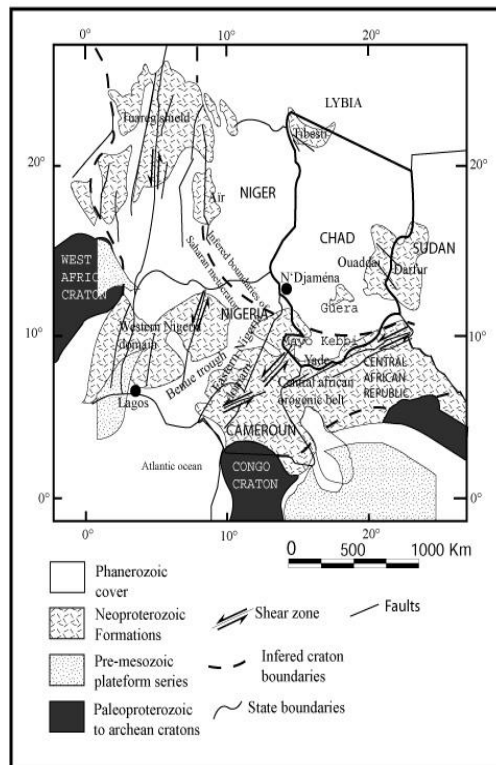 0° 10° 20°
Tuareg shield
LYBIA
Tibesti
20° 20°
Air
NIGER
CHAD
SUDAN
Ouaddai
Darfur
WEST
AFRIC
CRATON
Infered boundaries of
Saharan metacraton
N'Djaména
Guera
NIGERIA
10° 10°
Western Nigeria
domain
Mayo Kebbi
Yade
Benue trough
Eastern Nigeria
domain
Central african
orogenic belt
CENTRAL
AFRICAN
REPUBLIC
Lagos
CAMEROUN
Atlantic ocean
CONGO
CRATON
0° 0°
0° 10° 20°
0 500 1000 Km
Phanerozoic
cover
Neoproterozoic
Formations
Shear zone
Faults
Pre-mesozoic
plateform series
Infered craton
boundaries
Paleoproterozoic
to archean cratons
State boundaries